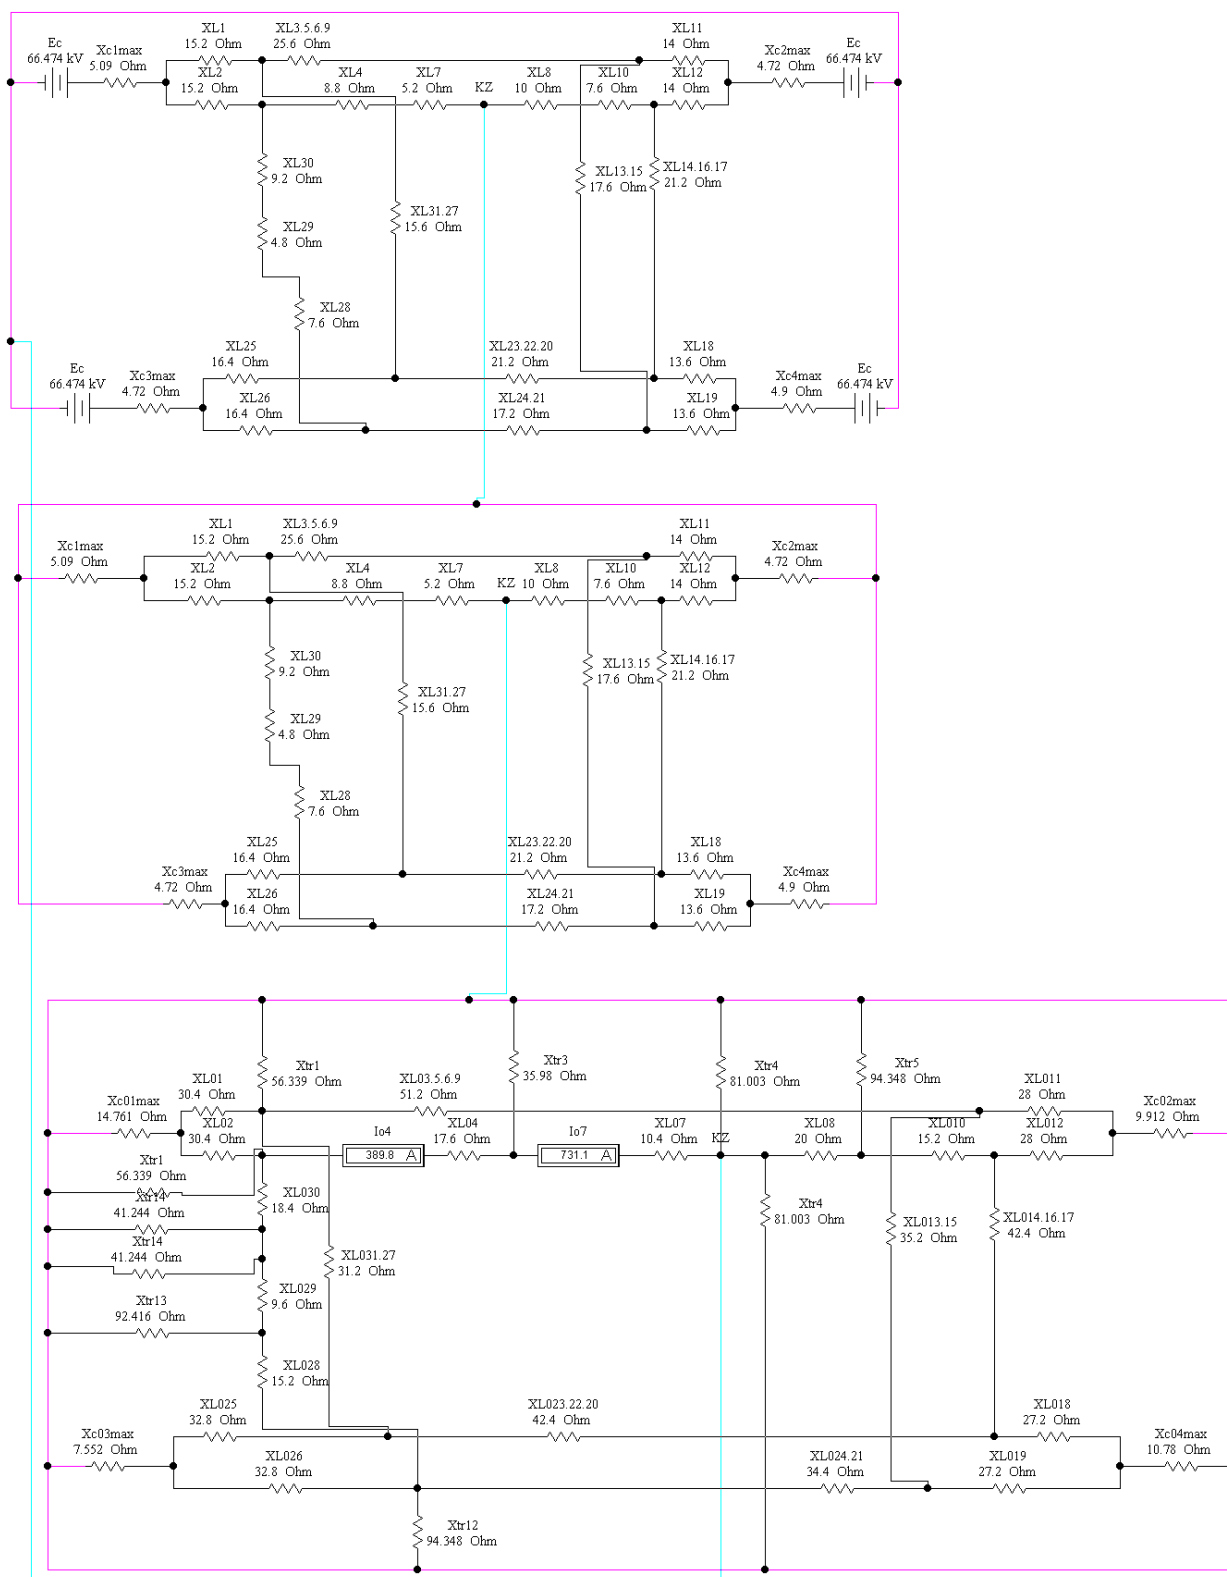 XL1
15.2 Ohm
XL3.5.6.9
25.6 Ohm
XL11
14 Ohm
Ec
66.474 kV
Xc1max
5.09 Ohm
XL2
15.2 Ohm
XL4
8.8 Ohm
XL7
5.2 Ohm
KZ
XL8
10 Ohm
XL10
7.6 Ohm
XL12
14 Ohm
Xc2max
4.72 Ohm
Ec
66.474 kV
XL30
9.2 Ohm
XL13.15
17.6 Ohm
XL14.16.17
21.2 Ohm
XL31.27
15.6 Ohm
XL29
4.8 Ohm
XL28
7.6 Ohm
XL25
16.4 Ohm
XL23.22.20
21.2 Ohm
XL18
13.6 Ohm
Ec
66.474 kV
Xc3max
4.72 Ohm
XL26
16.4 Ohm
XL24.21
17.2 Ohm
XL19
13.6 Ohm
Xc4max
4.9 Ohm
Ec
66.474 kV
XL1
15.2 Ohm
XL3.5.6.9
25.6 Ohm
XL11
14 Ohm
Xc1max
5.09 Ohm
XL2
15.2 Ohm
XL4
8.8 Ohm
XL7
5.2 Ohm
KZ
XL8
10 Ohm
XL10
7.6 Ohm
XL12
14 Ohm
Xc2max
4.72 Ohm
XL30
9.2 Ohm
XL13.15
17.6 Ohm
XL14.16.17
21.2 Ohm
XL31.27
15.6 Ohm
XL29
4.8 Ohm
XL28
7.6 Ohm
XL25
16.4 Ohm
XL23.22.20
21.2 Ohm
XL18
13.6 Ohm
Xc3max
4.72 Ohm
XL26
16.4 Ohm
XL24.21
17.2 Ohm
XL19
13.6 Ohm
Xc4max
4.9 Ohm
Xtr1
56.339 Ohm
Xtr3
35.98 Ohm
Xtr4
81.003 Ohm
Xtr5
94.348 Ohm
XL01
30.4 Ohm
XL03.5.6.9
51.2 Ohm
XL011
28 Ohm
Xc01max
14.761 Ohm
XL02
30.4 Ohm
Io4
389.8 A
XL04
17.6 Ohm
Io7
731.1 A
XL07
10.4 Ohm
KZ
XL08
20 Ohm
XL010
15.2 Ohm
XL012
28 Ohm
Xc02max
9.912 Ohm
Xtr1
56.339 Ohm
XL030
18.4 Ohm
Xtr4
81.003 Ohm
Xtr14
41.244 Ohm
XL013.15
35.2 Ohm
XL014.16.17
42.4 Ohm
Xtr14
41.244 Ohm
XL031.27
31.2 Ohm
XL029
9.6 Ohm
Xtr13
92.416 Ohm
XL028
15.2 Ohm
XL025
32.8 Ohm
XL023.22.20
42.4 Ohm
XL018
27.2 Ohm
Xc03max
7.552 Ohm
XL026
32.8 Ohm
XL024.21
34.4 Ohm
XL019
27.2 Ohm
Xc04max
10.78 Ohm
Xtr12
94.348 Ohm